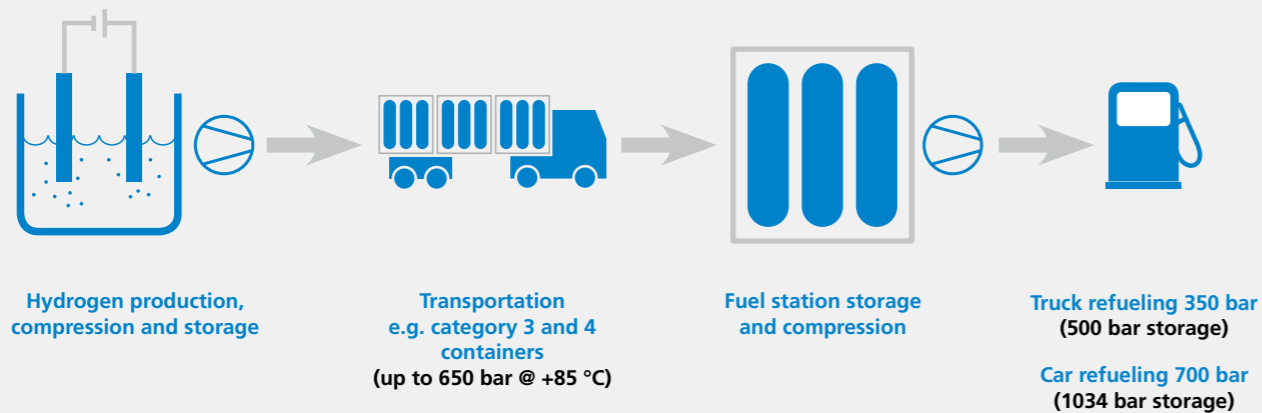 Hydrogen production,
compression and storage
Transportation
e.g. category 3 and 4
containers
(up to 650 bar @ +85 °C)
Fuel station storage
and compression
Truck refueling 350 bar
(500 bar storage)
Car refueling 700 bar
(1034 bar storage)